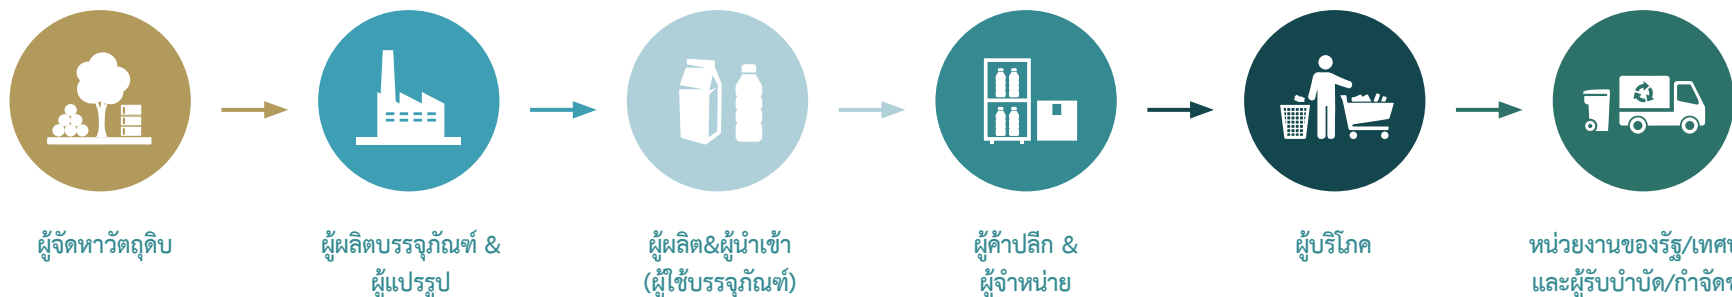 ผู้จัดหาวัตถุดิบ
ผู้ผลิตบรรจุภัณฑ์ &
ผู้แปรรูป
ผู้ผลิต&ผู้นำเข้า
(ผู้ใช้บรรจุภัณฑ์)
ผู้ค้าปลีก &
ผู้จำหน่าย
ผู้บริโภค
หน่วยงานของรัฐ/
และผู้รับบำบัด/กำจัด